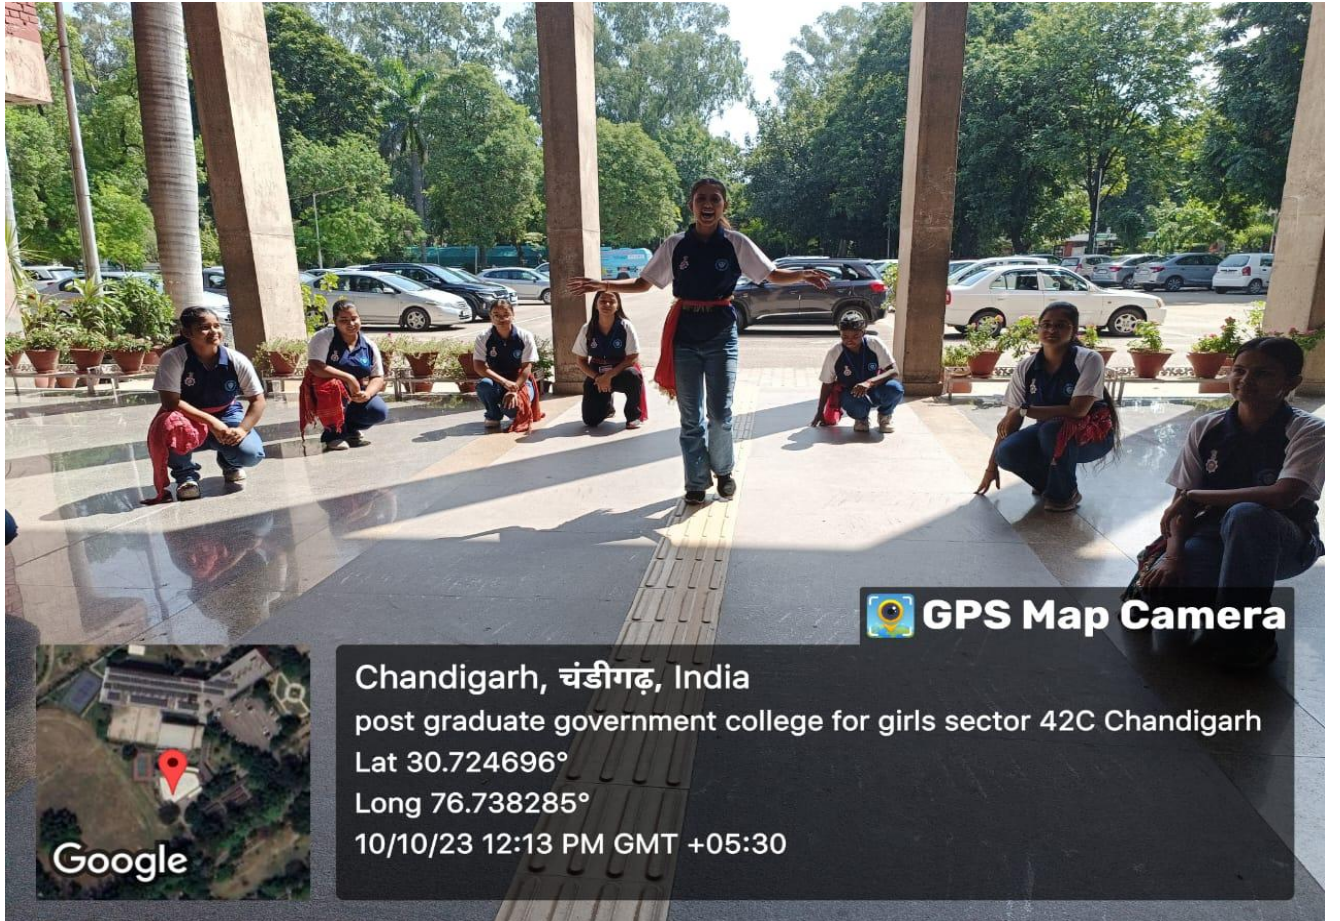 GPS Map Camera
Chandigarh, चंडीगढ़, India
post graduate government college for girls sector 42C Chandigarh
Lat 30.724696°
Long 76.738285°
10/10/23 12:13 PM GMT +05:30
Google